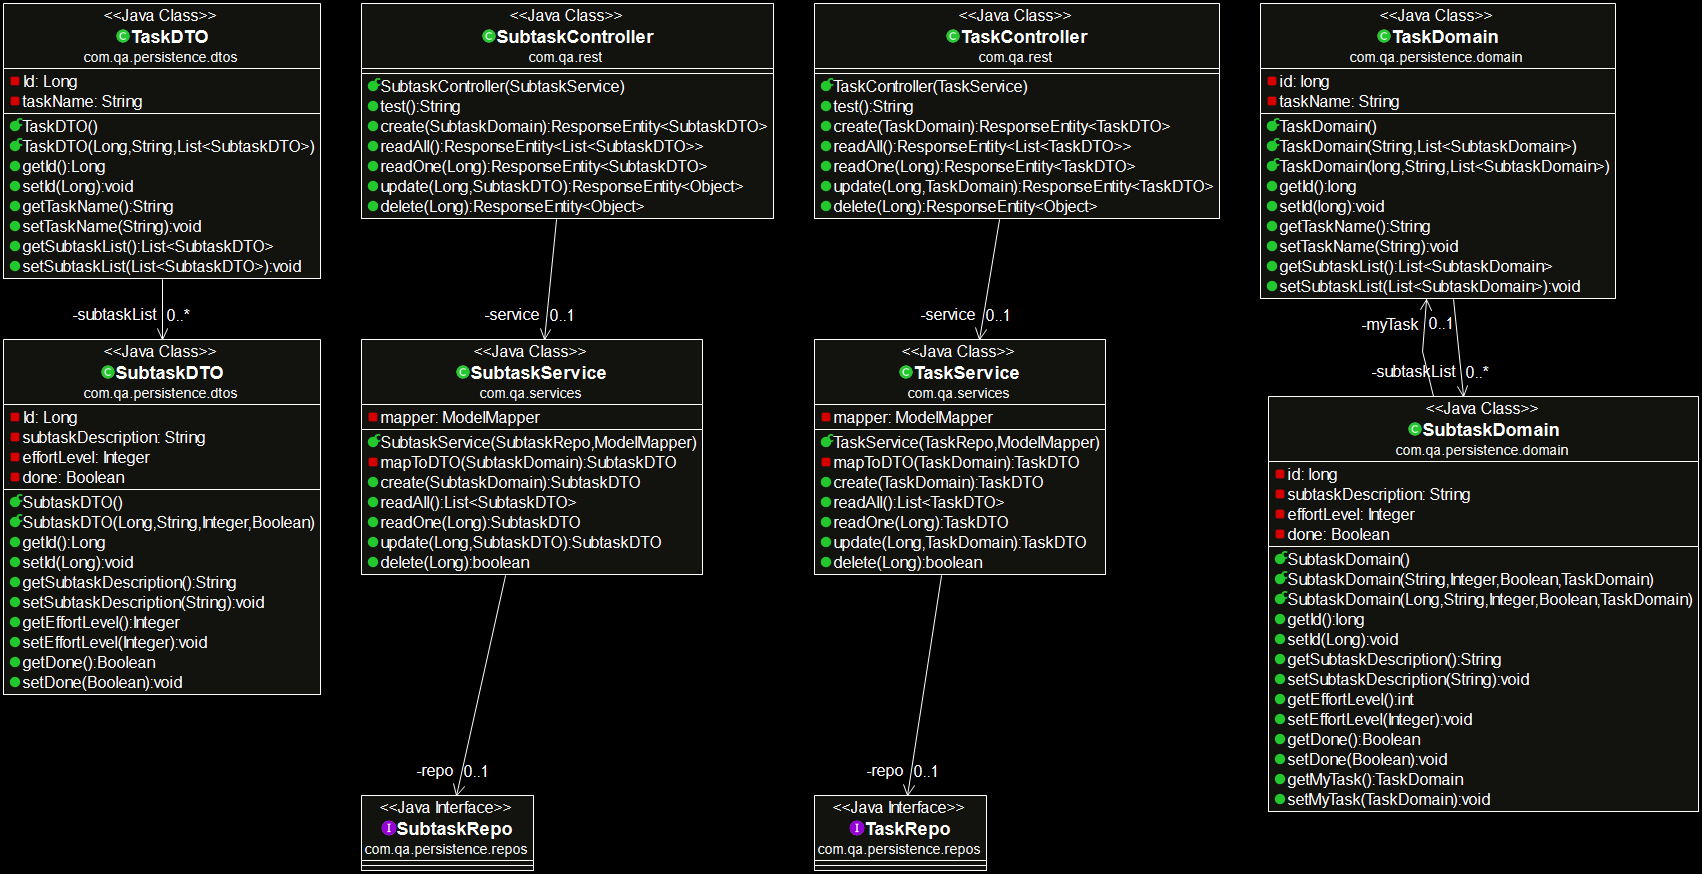 <<Java Class>>
TaskDTO
com.qa.persistence.dtos
Id: Long
taskName: String
TaskDTO()
TaskDTO(Long,String,List<SubtaskDTO>)
getId():Long
setId(Long):void
getTaskName():String
setTaskName(String):void
getSubtaskList():List<SubtaskDTO>
setSubtaskList(List<SubtaskDTO>):void
-subtaskList 0..*
<<Java Class>>
SubtaskDTO
com.qa.persistence.dtos
Id: Long
subtaskDescription: String
effortLevel: Integer
done: Boolean
SubtaskDTO()
SubtaskDTO(Long,String,Integer,Boolean)
getId():Long
setId(Long):void
getSubtaskDescription():String
setSubtaskDescription(String):void
getEffortLevel():Integer
setEffortLevel(Integer):void
getDone():Boolean
setDone(Boolean):void
<<Java Class>>
SubtaskController
com.qa.rest
SubtaskController(SubtaskService)
test():String
create(SubtaskDomain):ResponseEntity<SubtaskDTO>
readAll():ResponseEntity<List<SubtaskDTO>>
readOne(Long):ResponseEntity<SubtaskDTO>
update(Long,SubtaskDTO):ResponseEntity<Object>
delete(Long):ResponseEntity<Object>
-service 0..1
<<Java Class>>
SubtaskService
com.qa.services
mapper: ModelMapper
SubtaskService(SubtaskRepo,ModelMapper)
mapToDTO(SubtaskDomain):SubtaskDTO
create(SubtaskDomain):SubtaskDTO
readAll():List<SubtaskDTO>
readOne(Long):SubtaskDTO
update(Long,SubtaskDTO):SubtaskDTO
delete(Long):boolean
-repo 0..1
<<Java Interface>>
SubtaskRepo
com.qa.persistence.repos
<<Java Class>>
TaskController
com.qa.rest
TaskController(TaskService)
test():String
create(TaskDomain):ResponseEntity<TaskDTO>
readAll():ResponseEntity<List<TaskDTO>>
readOne(Long):ResponseEntity<TaskDTO>
update(Long,TaskDomain):ResponseEntity<TaskDTO>
delete(Long):ResponseEntity<Object>
-service 0..1
<<Java Class>>
TaskService
com.qa.services
mapper: ModelMapper
TaskService(TaskRepo,ModelMapper)
mapToDTO(TaskDomain):TaskDTO
create(TaskDomain):TaskDTO
readAll():List<TaskDTO>
readOne(Long):TaskDTO
update(Long,TaskDomain):TaskDTO
delete(Long):boolean
-repo 0..1
<<Java Interface>>
TaskRepo
com.qa.persistence.repos
<<Java Class>>
TaskDomain
com.qa.persistence.domain
id: long
taskName: String
TaskDomain()
TaskDomain(String,List<SubtaskDomain>)
TaskDomain(long,String,List<SubtaskDomain>)
getId():long
setId(long):void
getTaskName():String
setTaskName(String):void
getSubtaskList():List<SubtaskDomain>
setSubtaskList(List<SubtaskDomain>):void
-myTask 0..1
-subtaskList 0..*
<<Java Class>>
SubtaskDomain
com.qa.persistence.domain
id: long
subtaskDescription: String
effortLevel: Integer
done: Boolean
SubtaskDomain()
SubtaskDomain(String,Integer,Boolean,TaskDomain)
SubtaskDomain(Long,String,Integer,Boolean,TaskDomain)
getId():long
setId(Long):void
getSubtaskDescription():String
setSubtaskDescription(String):void
getEffortLevel():int
setEffortLevel(Integer):void
getDone():Boolean
setDone(Boolean):void
getMyTask():TaskDomain
setMyTask(TaskDomain):void